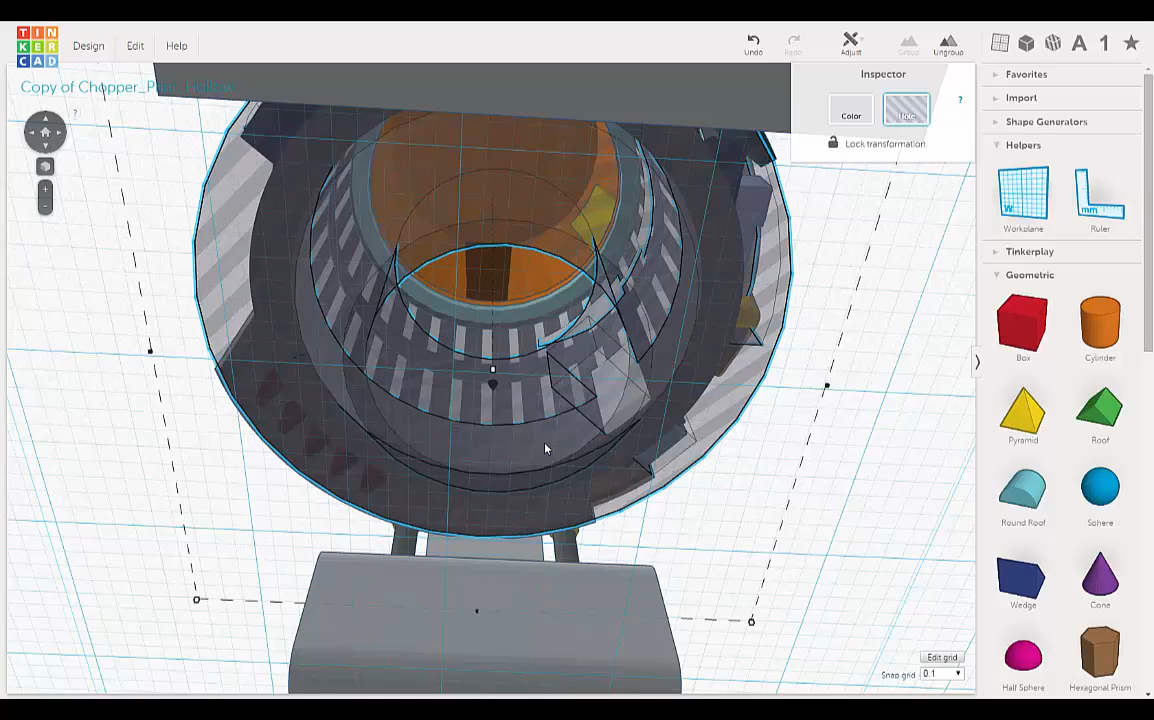 TIN
KER
CAD
Design
Edit
Help
Undo
Redo
Adjust
Group
Ungroup
Copy of Chopper_Print_Hollow
?
Inspector
Color
Hole
?
Lock transformation
Favorites
Import
Shape Generators
Helpers
Workplane
Ruler
Tinkerplay
Geometric
Box
Cylinder
Pyramid
Roof
Round Roof
Sphere
Wedge
Cone
Half Sphere
Hexagonal Prism
Edit grid
Snap grid
0.1